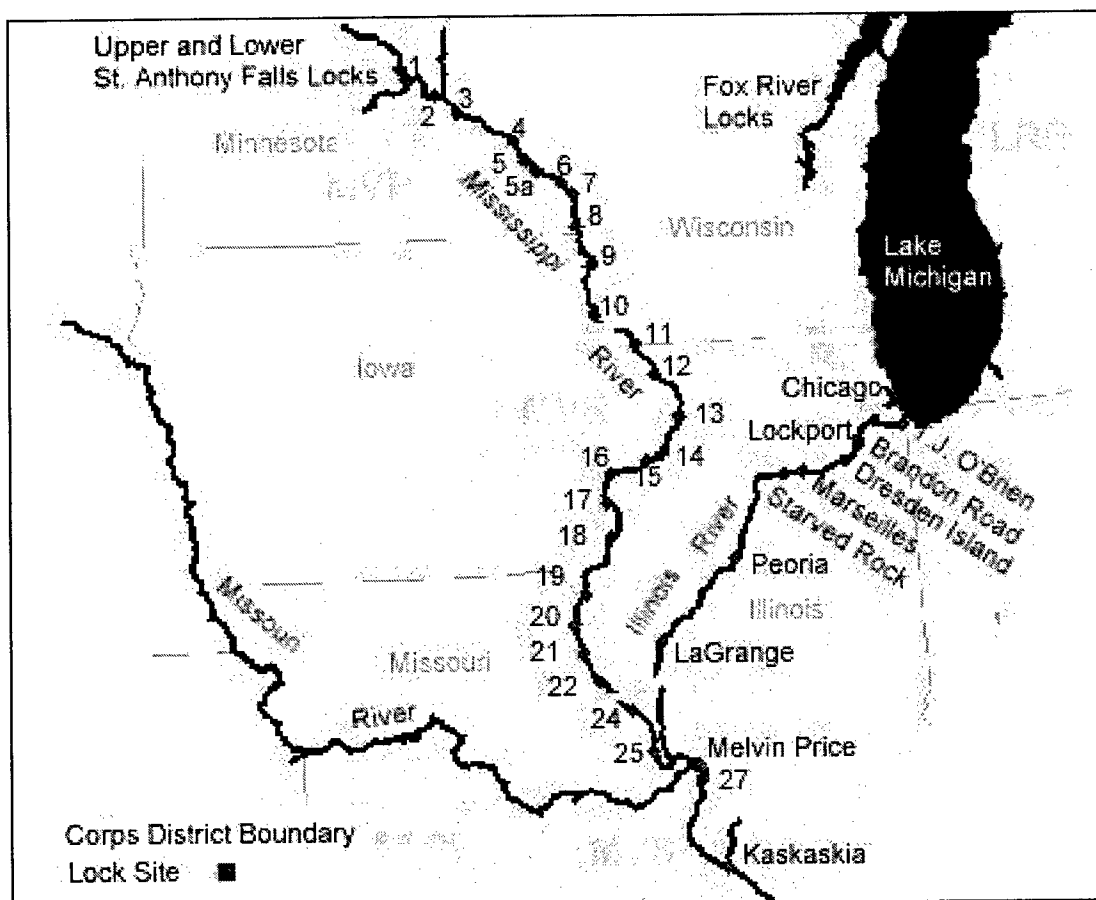 Upper and Lower
St. Anthony Falls Locks
1
2
3
4
5
5a
6
7
8
9
10
11
12
13
14
15
16
17
18
19
20
21
22
24
25
27
Minnesota
Mississippi
River
Fox River
Locks
Wisconsin
Lake
Michigan
Iowa
Chicago
Lockport
T. J. O'Brien
Brandon Road
Dresden Island
Marseilles
Starved Rock
Illinois
River
Peoria
Illinois
LaGrange
Missouri
River
Missouri
Melvin Price
Kaskaskia
Corps District Boundary
Lock Site